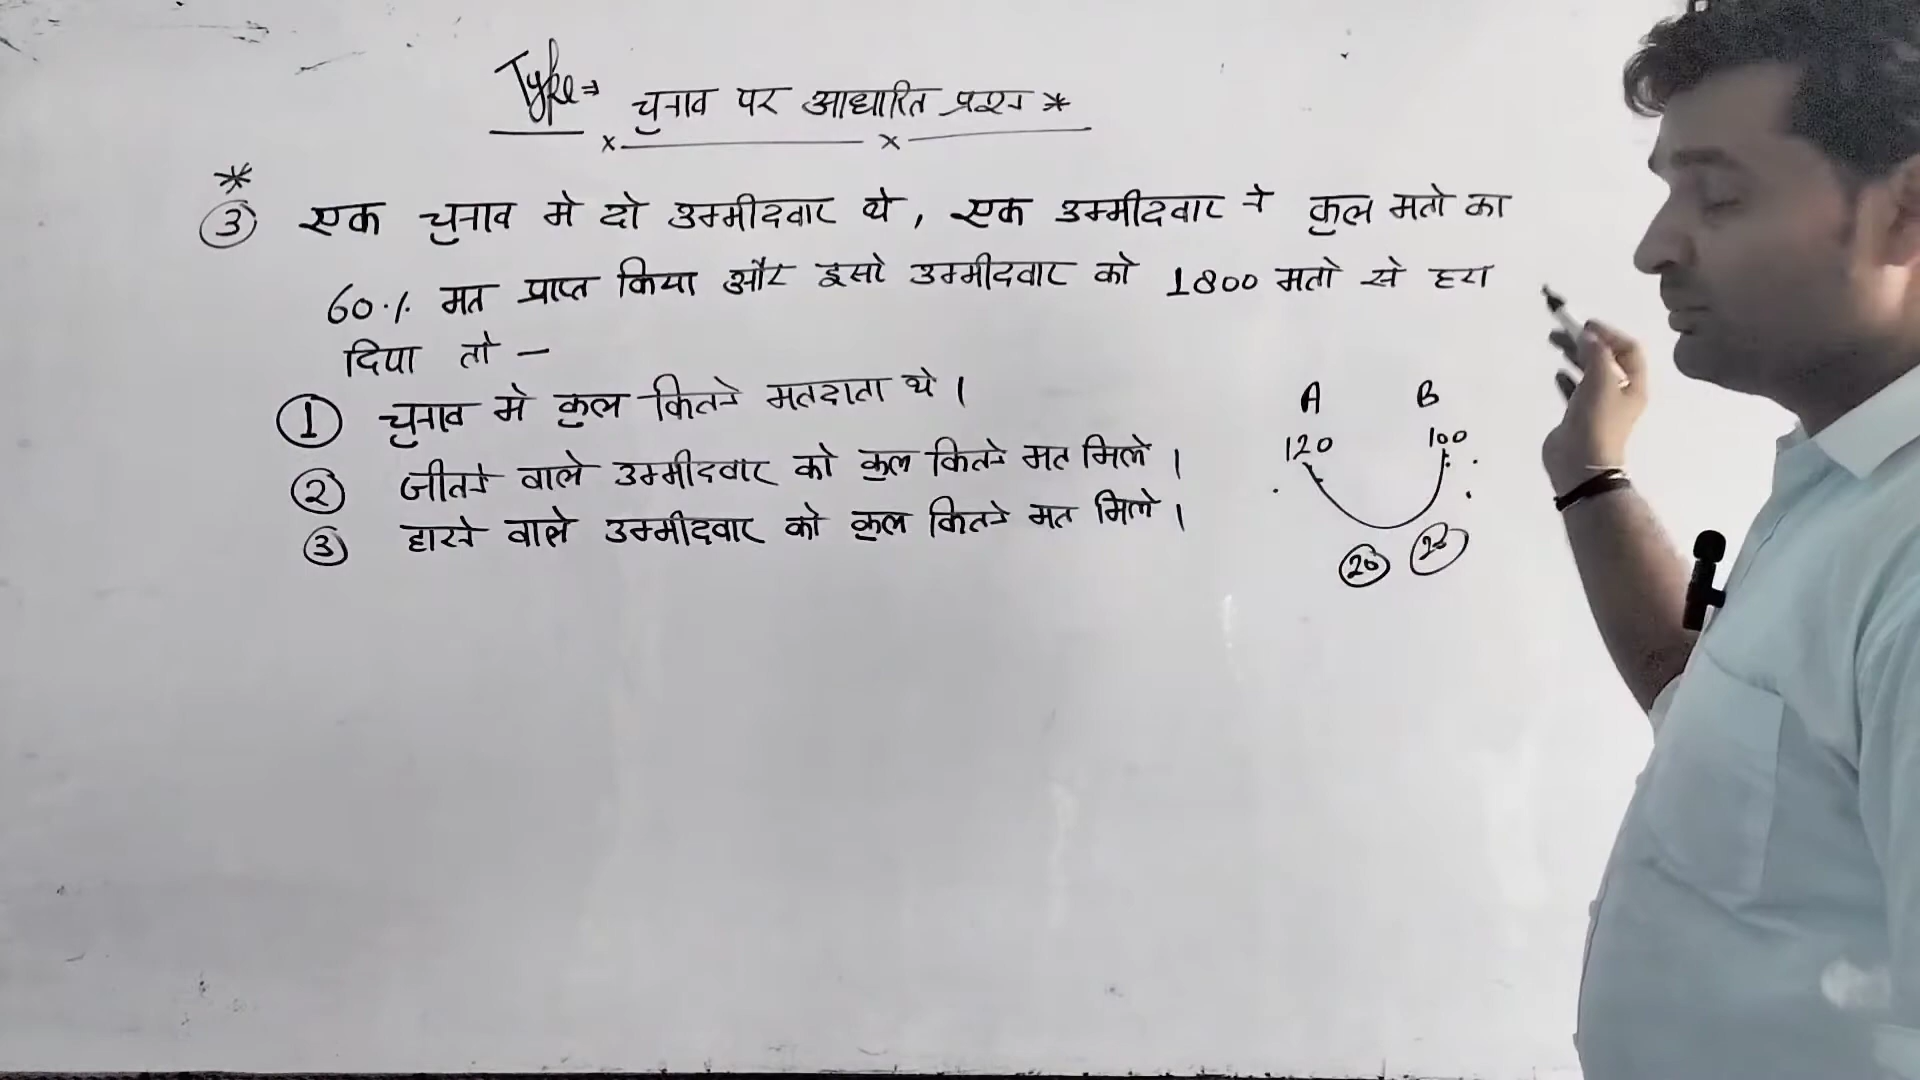 Type ⇒ चुनाव पर आधारित प्रश्न *
* ③ एक चुनाव मे दो उम्मीदवार थे, एक उम्मीदवार ने कुल मतो का
60% मत प्राप्त किया और दूसरे उम्मीदवार को 1800 मतो से हरा
दिया तो —
① चुनाव मे कुल कितने मतदाता थे।
② जीतने वाले उम्मीदवार को कुल कितने मत मिले।
③ हारने वाले उम्मीदवार को कुल कितने मत मिले।
A B
120 100
20 20